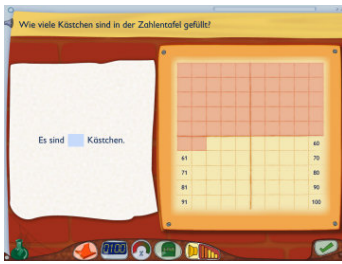 Wie viele Kästchen sind in der Zahlentafel gefüllt?
Es sind Kästchen.
60
61 70
71 80
81 90
91 100